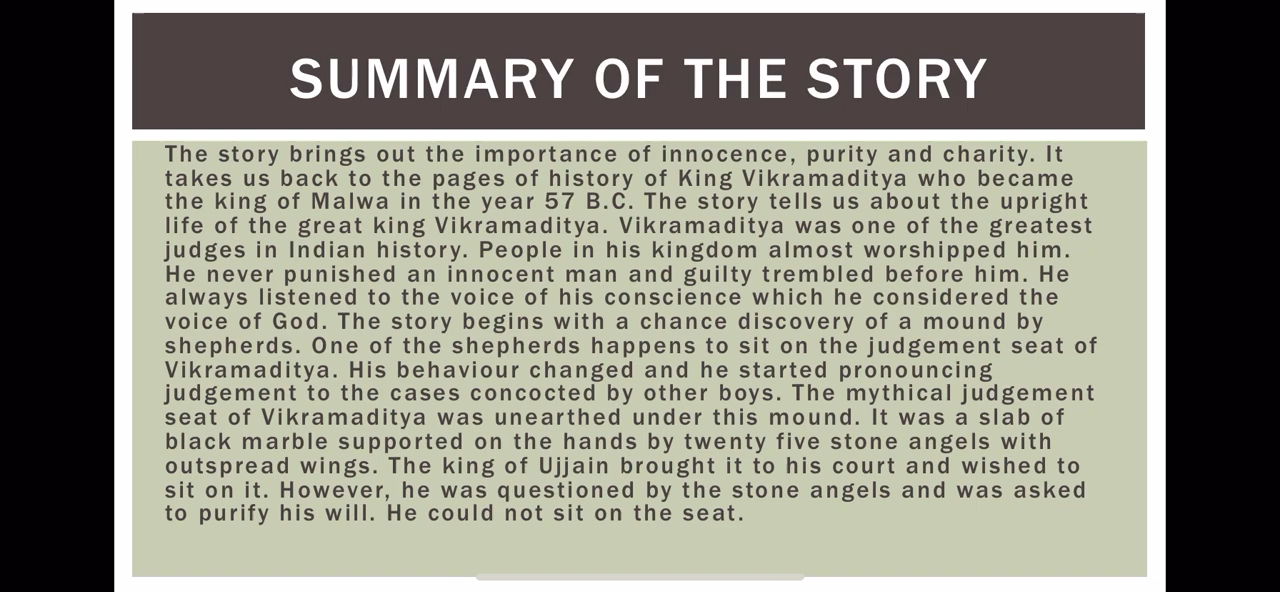 SUMMARY OF THE STORY
The story brings out the importance of innocence, purity and charity. It
takes us back to the pages of history of King Vikramaditya who became
the king of Malwa in the year 57 B.C. The story tells us about the upright
life of the great king Vikramaditya. Vikramaditya was one of the greatest
judges in Indian history. People in his kingdom almost worshipped him.
He never punished an innocent man and guilty trembled before him. He
always listened to the voice of his conscience which he considered the
voice of God. The story begins with a chance discovery of a mound by
shepherds. One of the shepherds happens to sit on the judgement seat of
Vikramaditya. His behaviour changed and he started pronouncing
judgement to the cases concocted by other boys. The mythical judgement
seat of Vikramaditya was unearthed under this mound. It was a slab of
black marble supported on the hands by twenty five stone angels with
outspread wings. The king of Ujjain brought it to his court and wished to
sit on it. However, he was questioned by the stone angels and was asked
to purify his will. He could not sit on the seat.